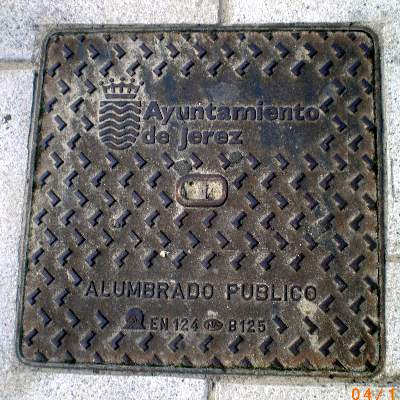 Ayuntamiento
de Jerez
ALUMBRADO PUBLICO
EN 124 B125
04/1